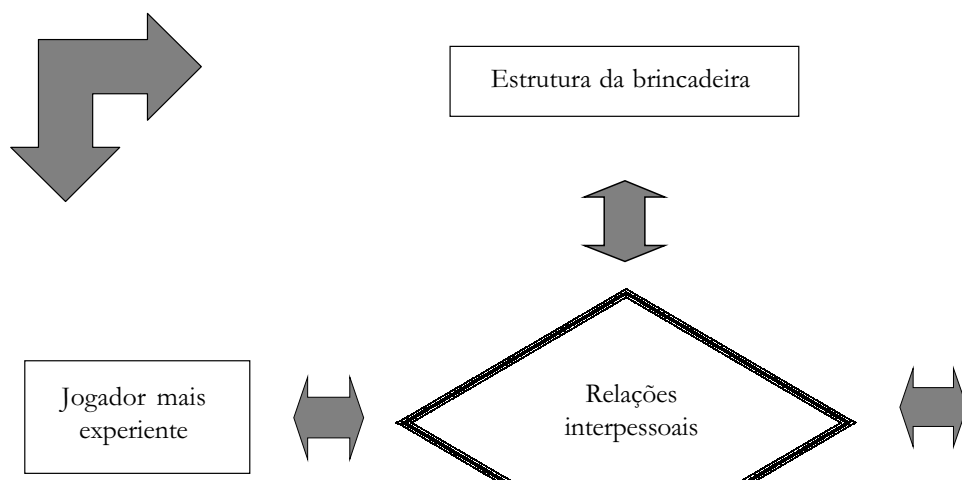 Estrutura da brincadeira
Jogador mais
experiente
Relações
interpessoais